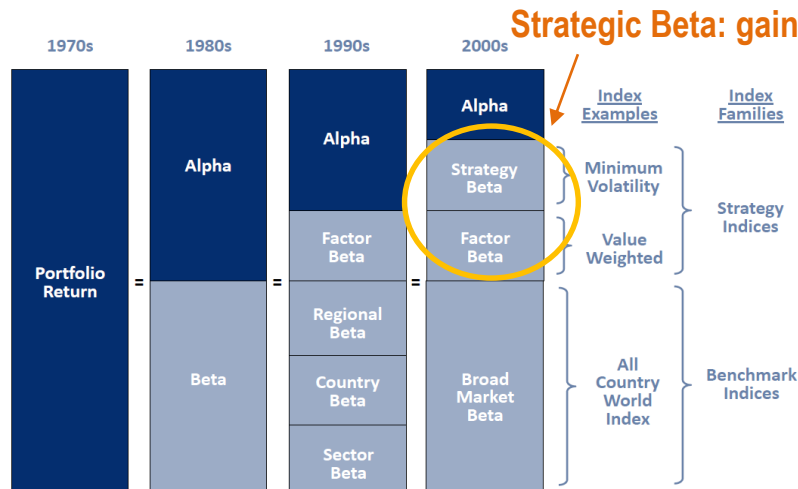 Strategic Beta: gain
1970s
1980s
1990s
2000s
Portfolio
Return
=
Alpha
Beta
=
Alpha
Factor
Beta
Regional
Beta
Country
Beta
Sector
Beta
=
Alpha
Strategy
Beta
Factor
Beta
Broad
Market
Beta
Index
Examples
Minimum
Volatility
Value
Weighted
All
Country
World
Index
Index
Families
Strategy
Indices
Benchmark
Indices